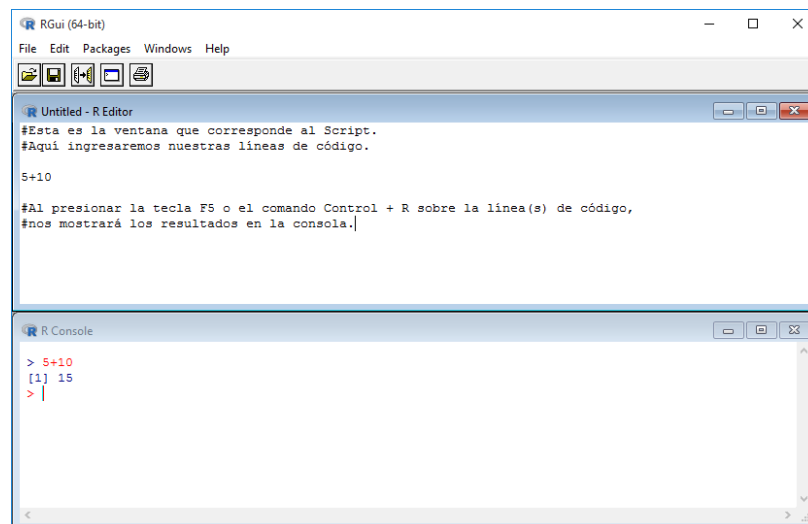 RGui (64-bit)
File Edit Packages Windows Help
Untitled - R Editor
#Esta es la ventana que corresponde al Script.
#Aquí ingresaremos nuestras líneas de código.
5+10
#Al presionar la tecla F5 o el comando Control + R sobre la línea(s) de código,
#nos mostrará los resultados en la consola.
R Console
> 5+10
[1] 15
>